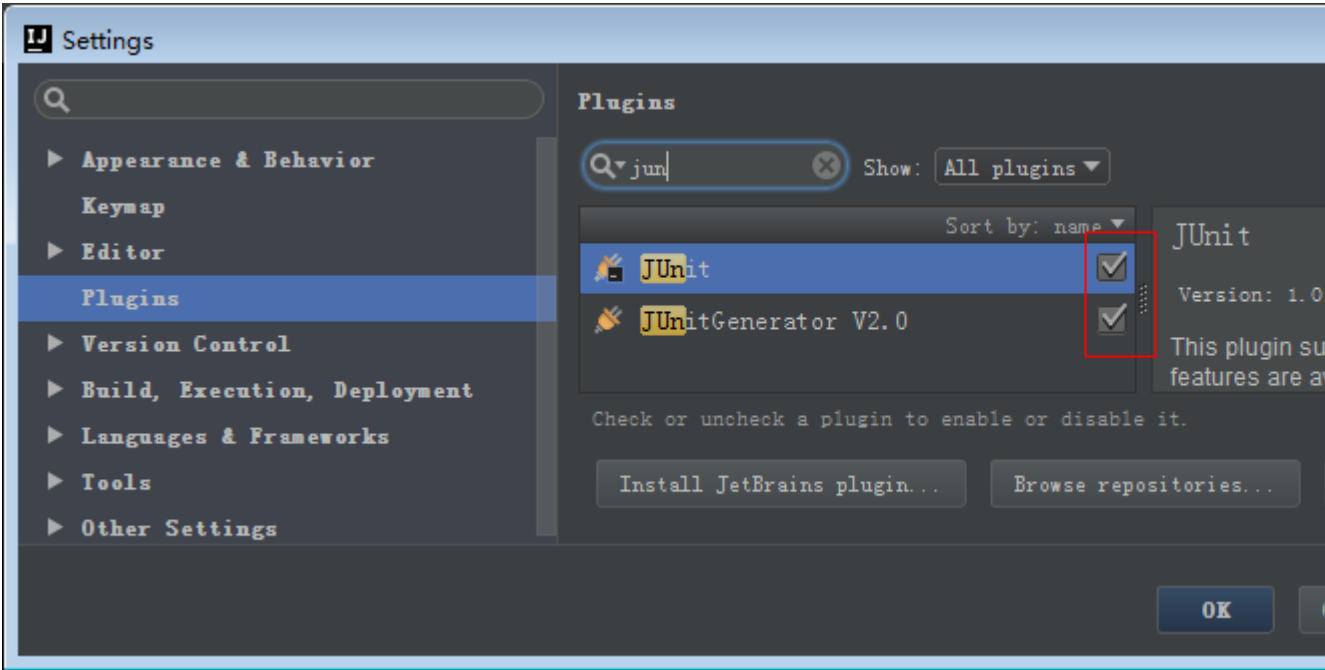 IJ Settings
Plugins
jun Show: All plugins
Appearance & Behavior
Keymap
Editor
Plugins
Version Control
Build, Execution, Deployment
Languages & Frameworks
Tools
Other Settings
Sort by: name
JUnit
JUnitGenerator V2.0
JUnit
Version: 1.0
This plugin su
features are a
Check or uncheck a plugin to enable or disable it.
Install JetBrains plugin...
Browse repositories...
OK